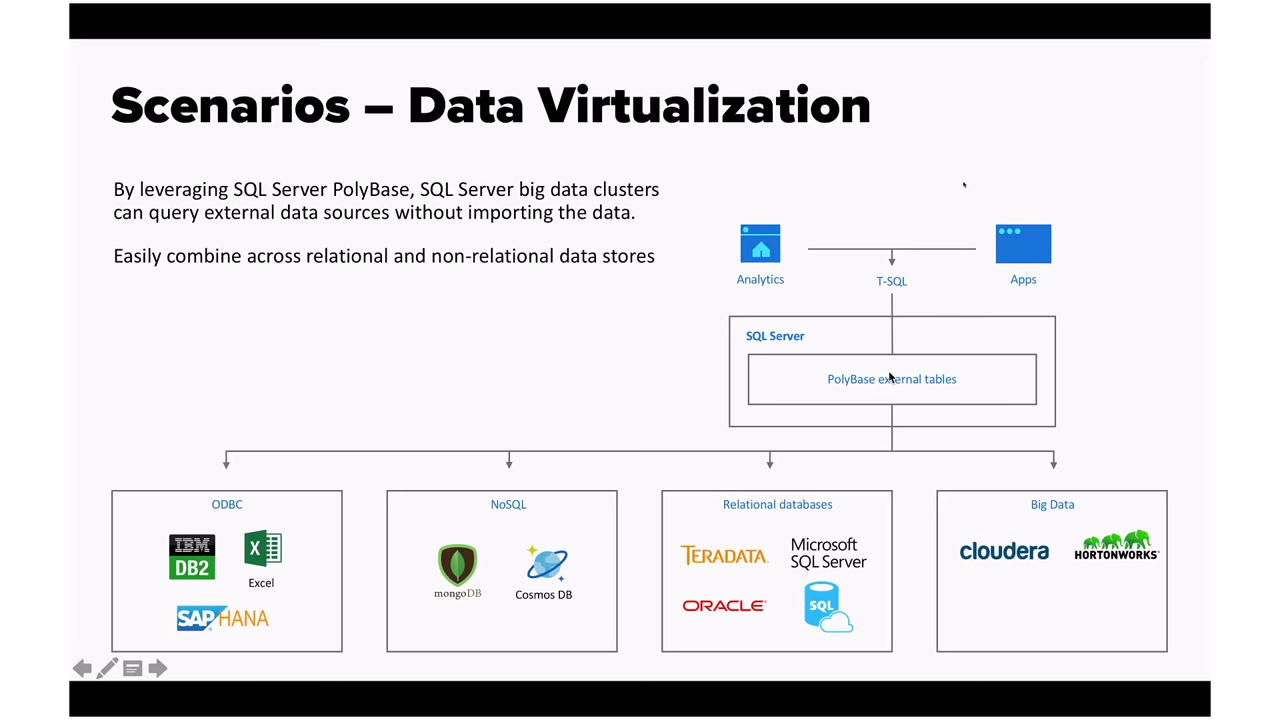 Scenarios – Data Virtualization
By leveraging SQL Server PolyBase, SQL Server big data clusters
can query external data sources without importing the data.
Easily combine across relational and non-relational data stores
Analytics
T-SQL
Apps
SQL Server
PolyBase external tables
ODBC
IBM
DB2
Excel
SAP HANA
NoSQL
mongoDB
Cosmos DB
Relational databases
TERADATA
Microsoft
SQL Server
ORACLE
SQL
Big Data
cloudera
HORTONWORKS